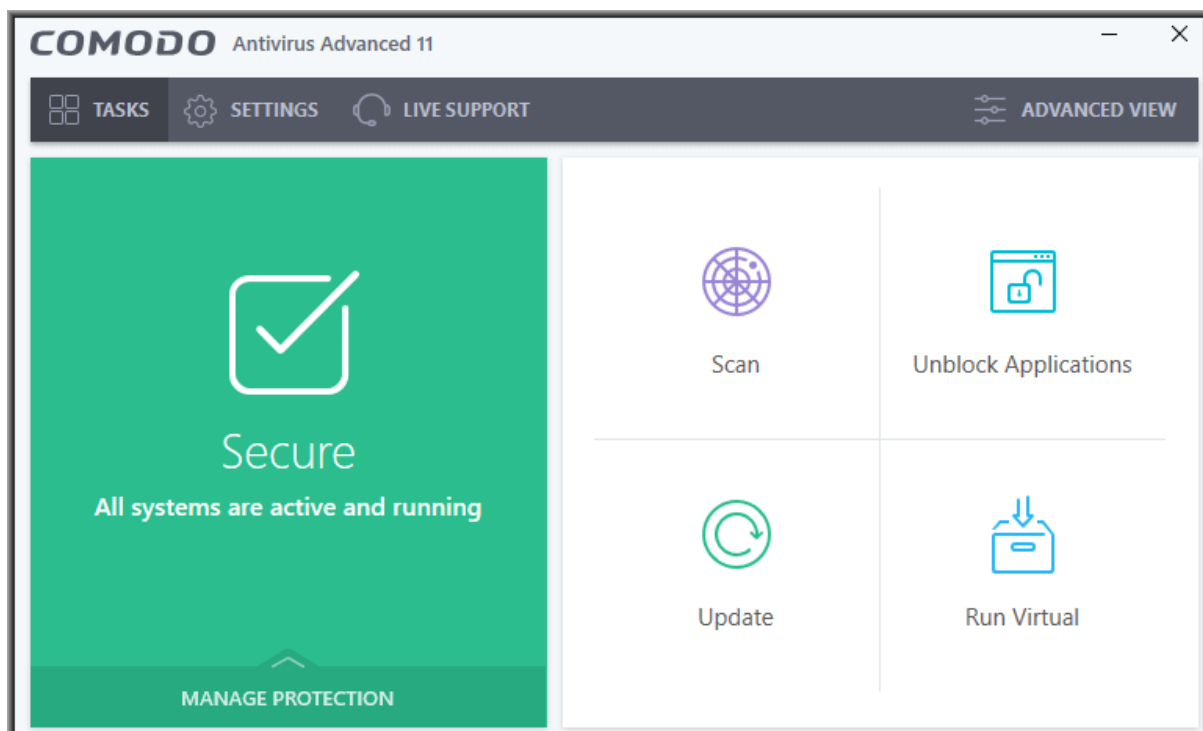 COMODO Antivirus Advanced 11
TASKS SETTINGS LIVE SUPPORT ADVANCED VIEW
Secure
All systems are active and running
MANAGE PROTECTION
Scan
Unblock Applications
Update
Run Virtual